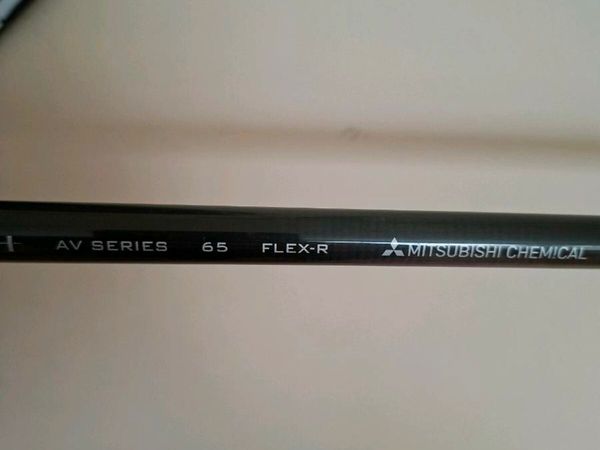 AV SERIES 65 FLEX-R MITSUBISHI CHEMICAL